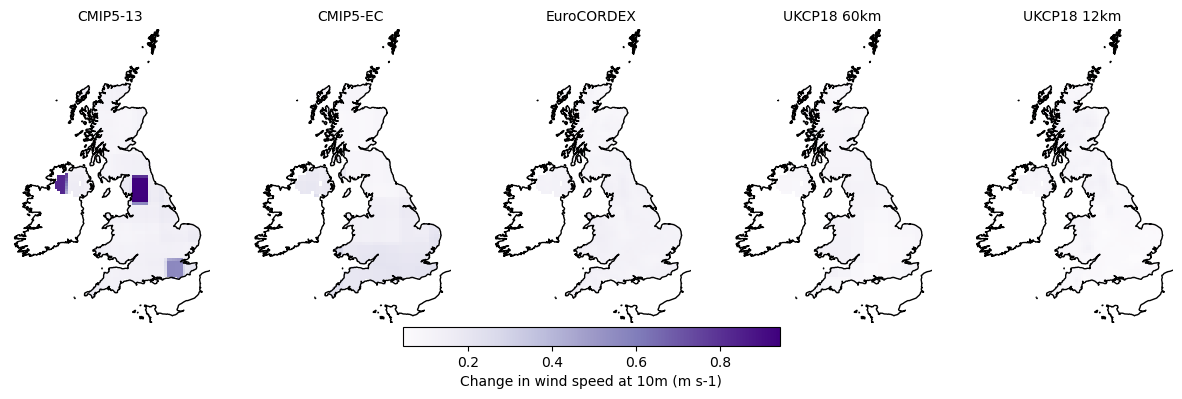 CMIP5-13
CMIP5-EC
EuroCORDEX
UKCP18 60km
UKCP18 12km
0.2
0.4
0.6
0.8
Change in wind speed at 10m (m s-1)